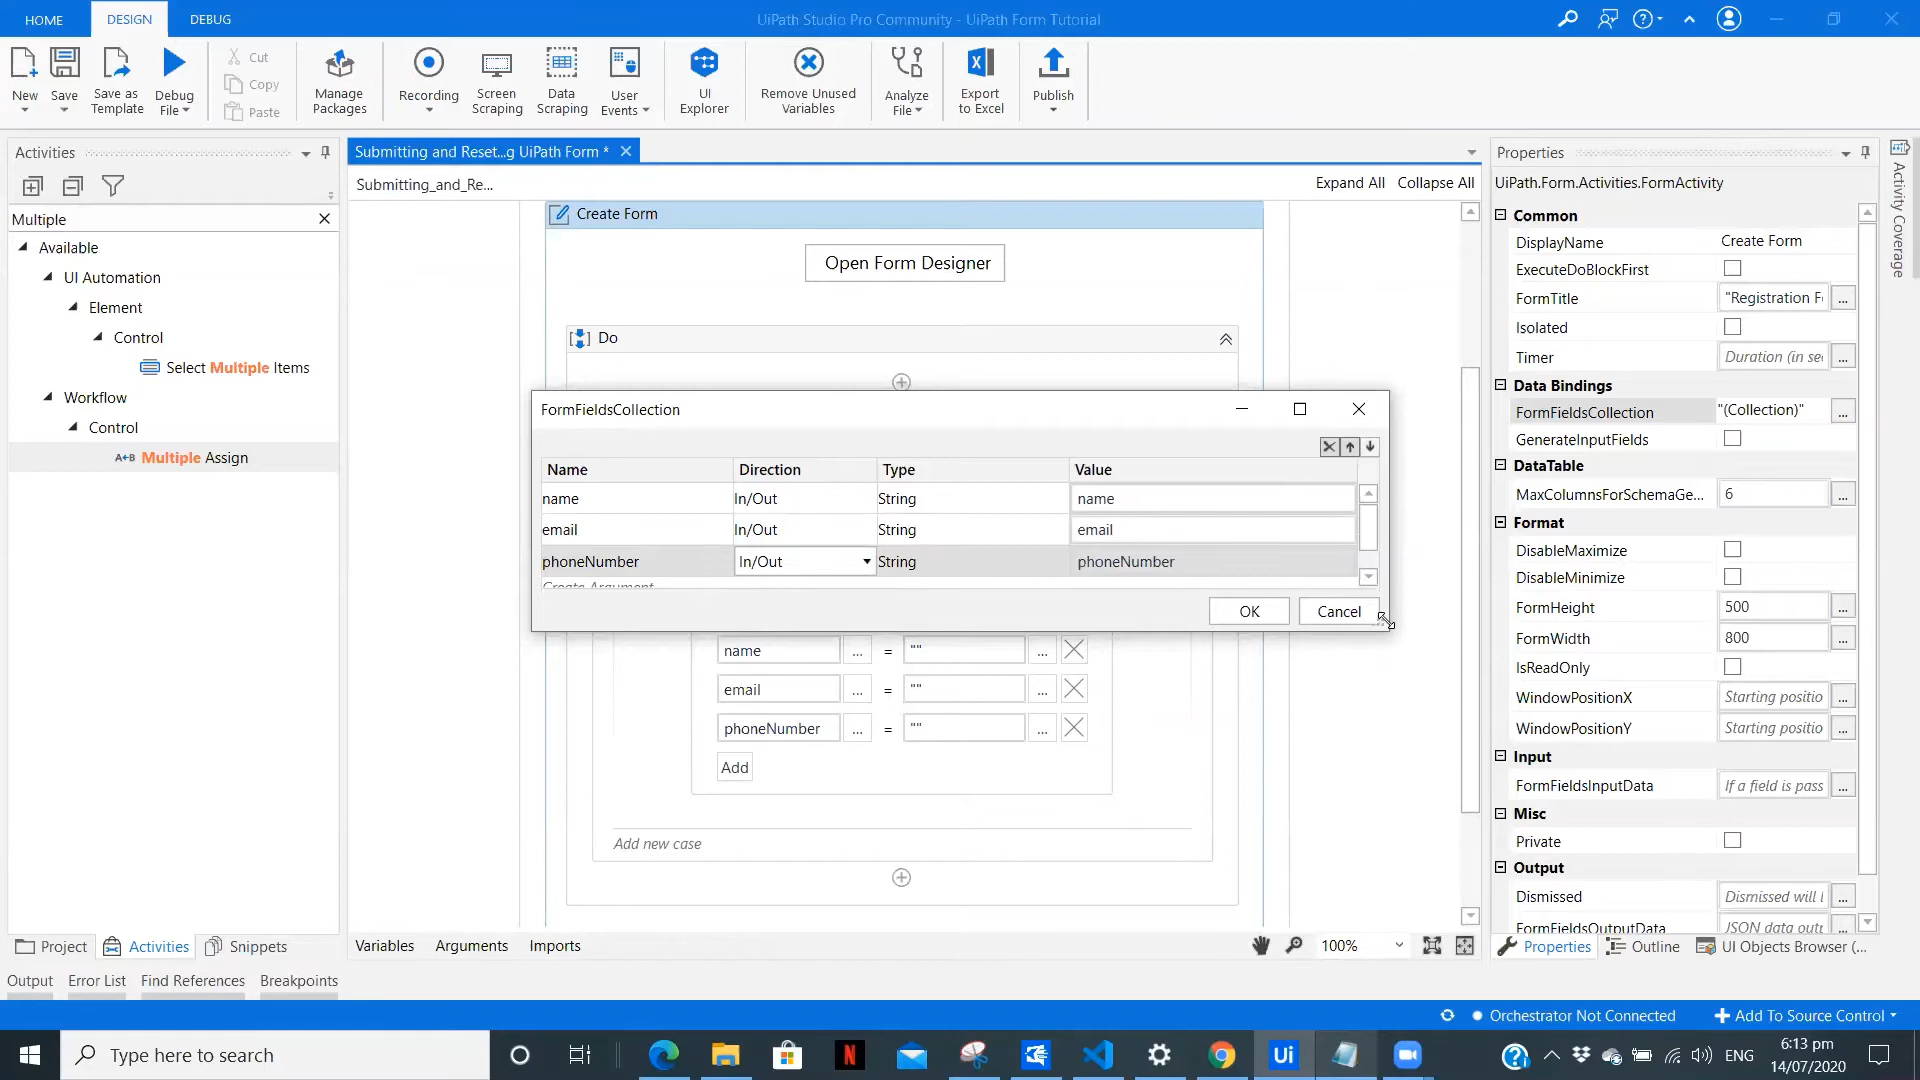 HOME
DESIGN
DEBUG
UiPath Studio Pro Community - UiPath Form Tutorial
New
Save
Save as
Template
Debug
File
Cut
Copy
Paste
Manage
Packages
Recording
Screen
Scraping
Data
Scraping
User
Events
UI
Explorer
Remove Unused
Variables
Analyze
File
Export
to Excel
Publish
Activities
Multiple
Available
UI Automation
Element
Control
Select Multiple Items
Workflow
Control
A+B Multiple Assign
Project
Activities
Snippets
Submitting and Reset...g UiPath Form *
Submitting_and_Re...
Expand All
Collapse All
Create Form
Open Form Designer
Do
FormFieldsCollection
Name
Direction
Type
Value
name
In/Out
String
name
email
In/Out
String
email
phoneNumber
In/Out
String
phoneNumber
Create Argument
OK
Cancel
name
...
=
""
...
email
...
=
""
...
phoneNumber
...
=
""
...
Add
Add new case
Variables
Arguments
Imports
100%
Properties
UiPath.Form.Activities.FormActivity
Common
DisplayName
Create Form
ExecuteDoBlockFirst
FormTitle
"Registration F
...
Isolated
Timer
Duration (in se
...
Data Bindings
FormFieldsCollection
"(Collection)"
...
GenerateInputFields
DataTable
MaxColumnsForSchemaGe...
6
...
Format
DisableMaximize
DisableMinimize
FormHeight
500
...
FormWidth
800
...
IsReadOnly
WindowPositionX
Starting positio
...
WindowPositionY
Starting positio
...
Input
FormFieldsInputData
If a field is pass
...
Misc
Private
Output
Dismissed
Dismissed will
...
FormFieldsOutputData
JSON data out
...
Properties
Outline
UI Objects Browser (...
Activity Coverage
Output
Error List
Find References
Breakpoints
Orchestrator Not Connected
Add To Source Control
Type here to search
N
Ui
ENG
6:13 pm
14/07/2020